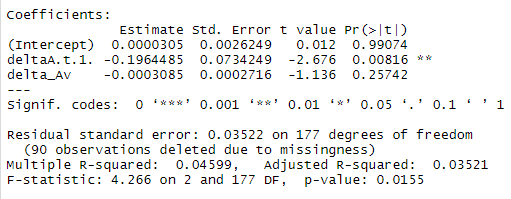 Coefficients:
              Estimate Std. Error t value Pr(>|t|)
(Intercept)  0.0000305  0.0026249   0.012  0.99074
deltaA.t.1. -0.1964485  0.0734249  -2.676  0.00816 **
delta_Av    -0.0003085  0.0002716  -1.136  0.25742
---
Signif. codes:  0 ‘***’ 0.001 ‘**’ 0.01 ‘*’ 0.05 ‘.’ 0.1 ‘ ’ 1

Residual standard error: 0.03522 on 177 degrees of freedom
  (90 observations deleted due to missingness)
Multiple R-squared:  0.04599,   Adjusted R-squared:  0.03521
F-statistic: 4.266 on 2 and 177 DF,  p-value: 0.0155